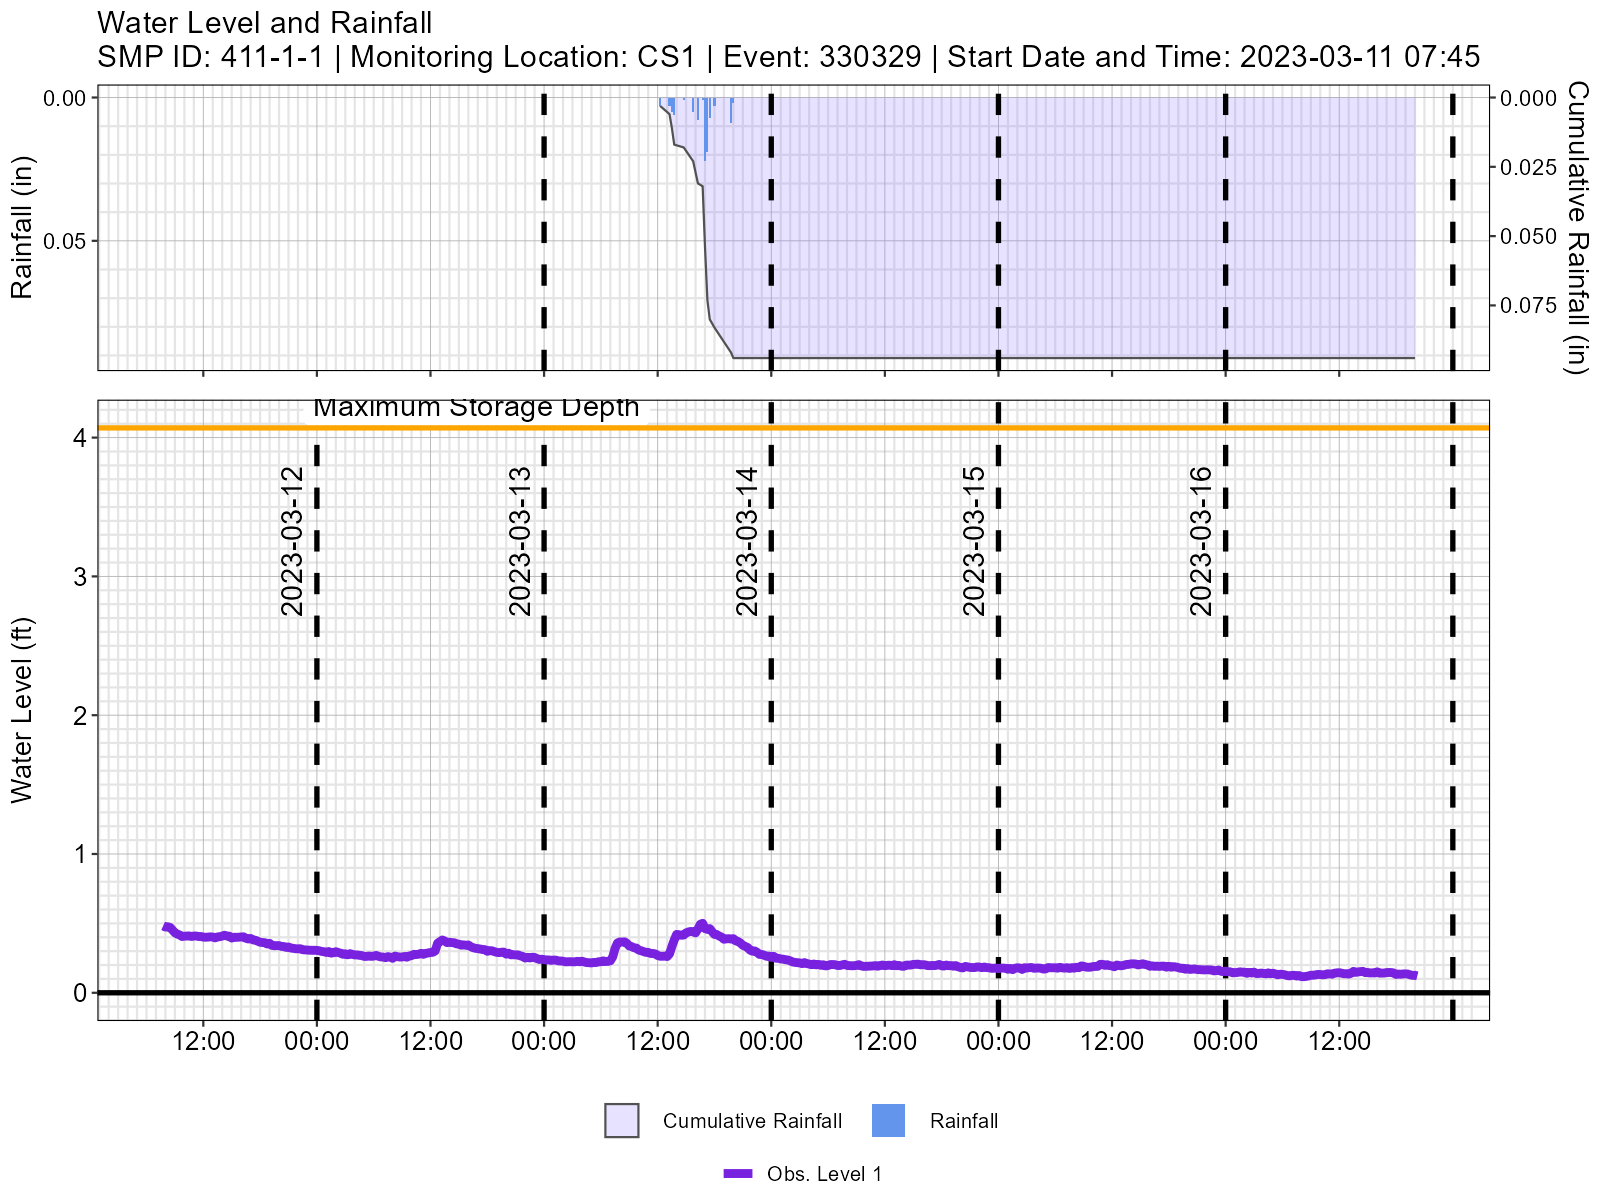 Water Level and Rainfall
SMP ID: 411-1-1 | Monitoring Location: CS1 | Event: 330329 | Start Date and Time: 2023-03-11 07:45
Rainfall (in)
0.00
0.05
0.000
0.025
0.050
0.075
Cumulative Rainfall (in)
Maximum Storage Depth
Water Level (ft)
4
3
2
1
0
2023-03-12
2023-03-13
2023-03-14
2023-03-15
2023-03-16
12:00 00:00 12:00 00:00 12:00 00:00 12:00 00:00 12:00 00:00 12:00
Cumulative Rainfall
Rainfall
Obs. Level 1